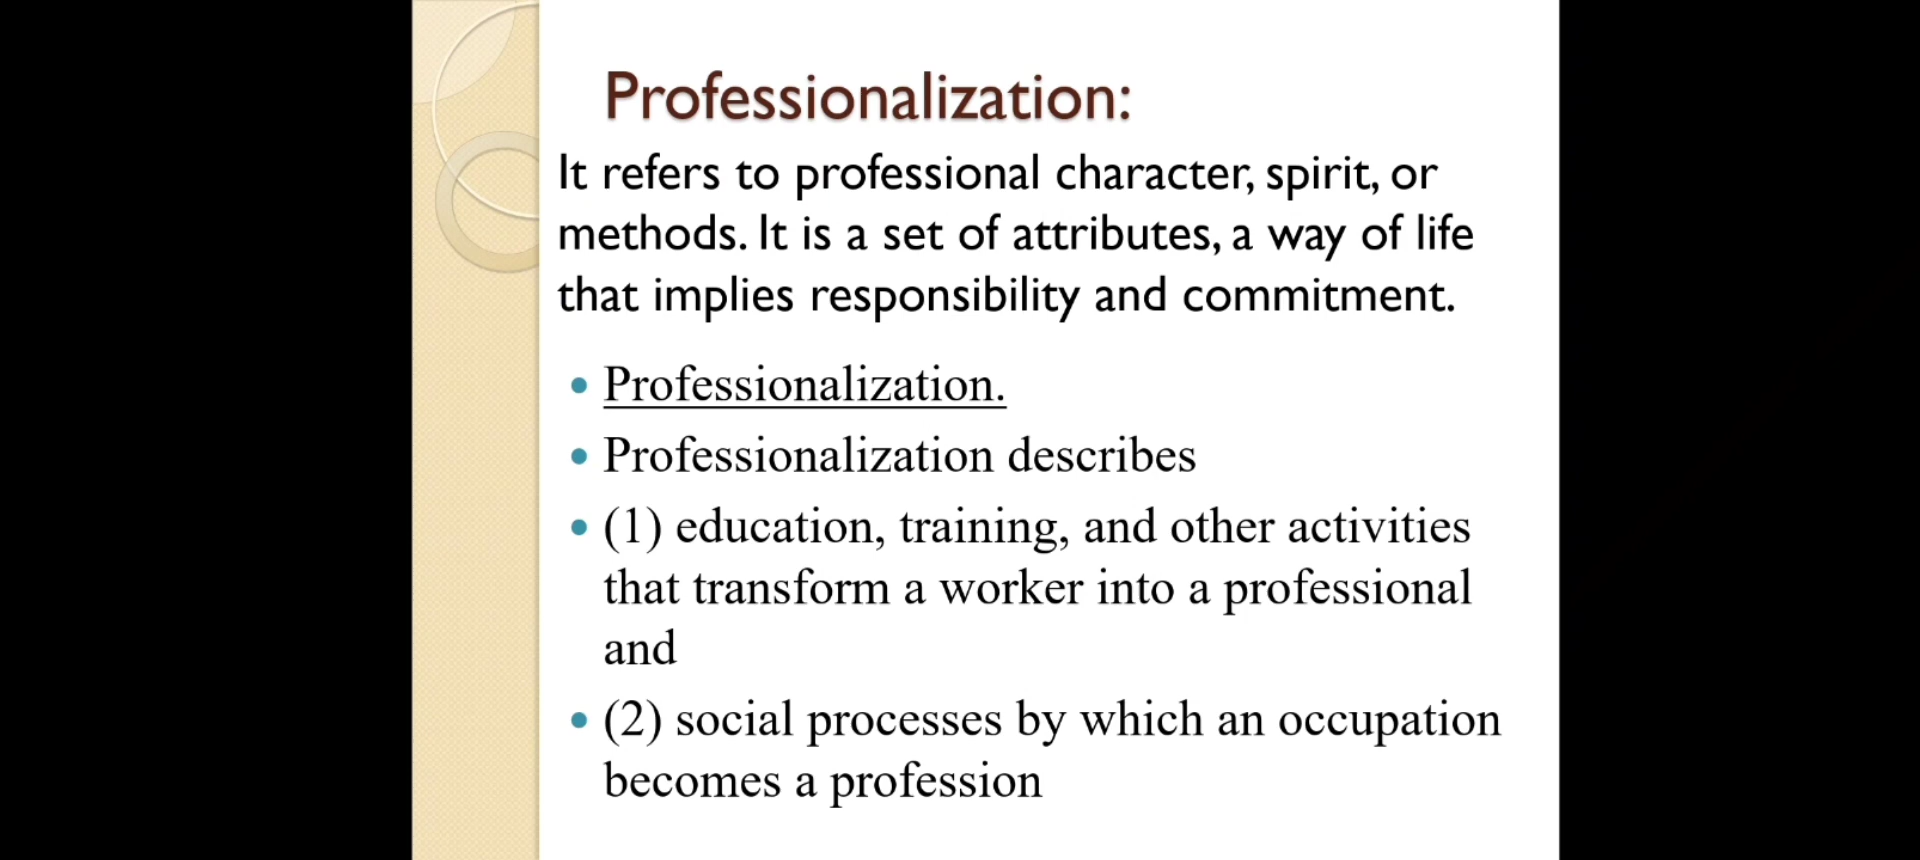 Professionalization:
It refers to professional character, spirit, or
methods. It is a set of attributes, a way of life
that implies responsibility and commitment.
• Professionalization.
• Professionalization describes
• (1) education, training, and other activities
that transform a worker into a professional
and
• (2) social processes by which an occupation
becomes a profession